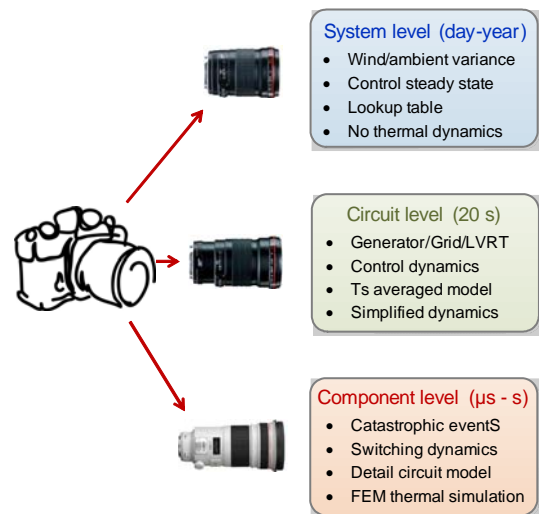 System level (day-year)
• Wind/ambient variance
• Control steady state
• Lookup table
• No thermal dynamics
Circuit level (20 s)
• Generator/Grid/LVRT
• Control dynamics
• Ts averaged model
• Simplified dynamics
Component level (µs - s)
• Catastrophic eventS
• Switching dynamics
• Detail circuit model
• FEM thermal simulation